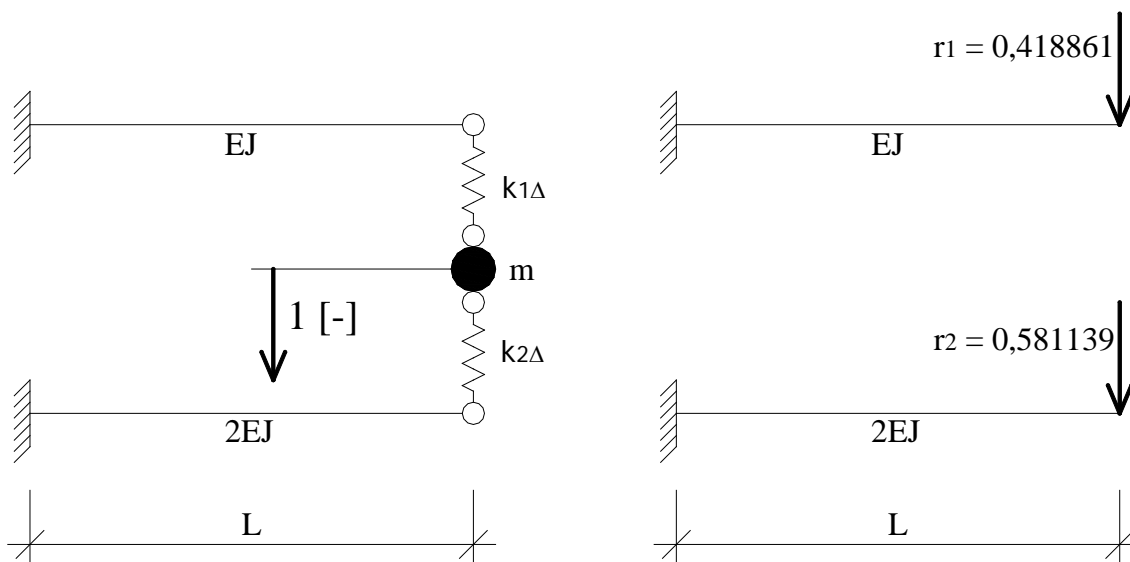 r1 = 0,418861
EJ
EJ
k1Δ
m
1 [-]
r2 = 0,581139
k2Δ
2EJ
2EJ
L
L